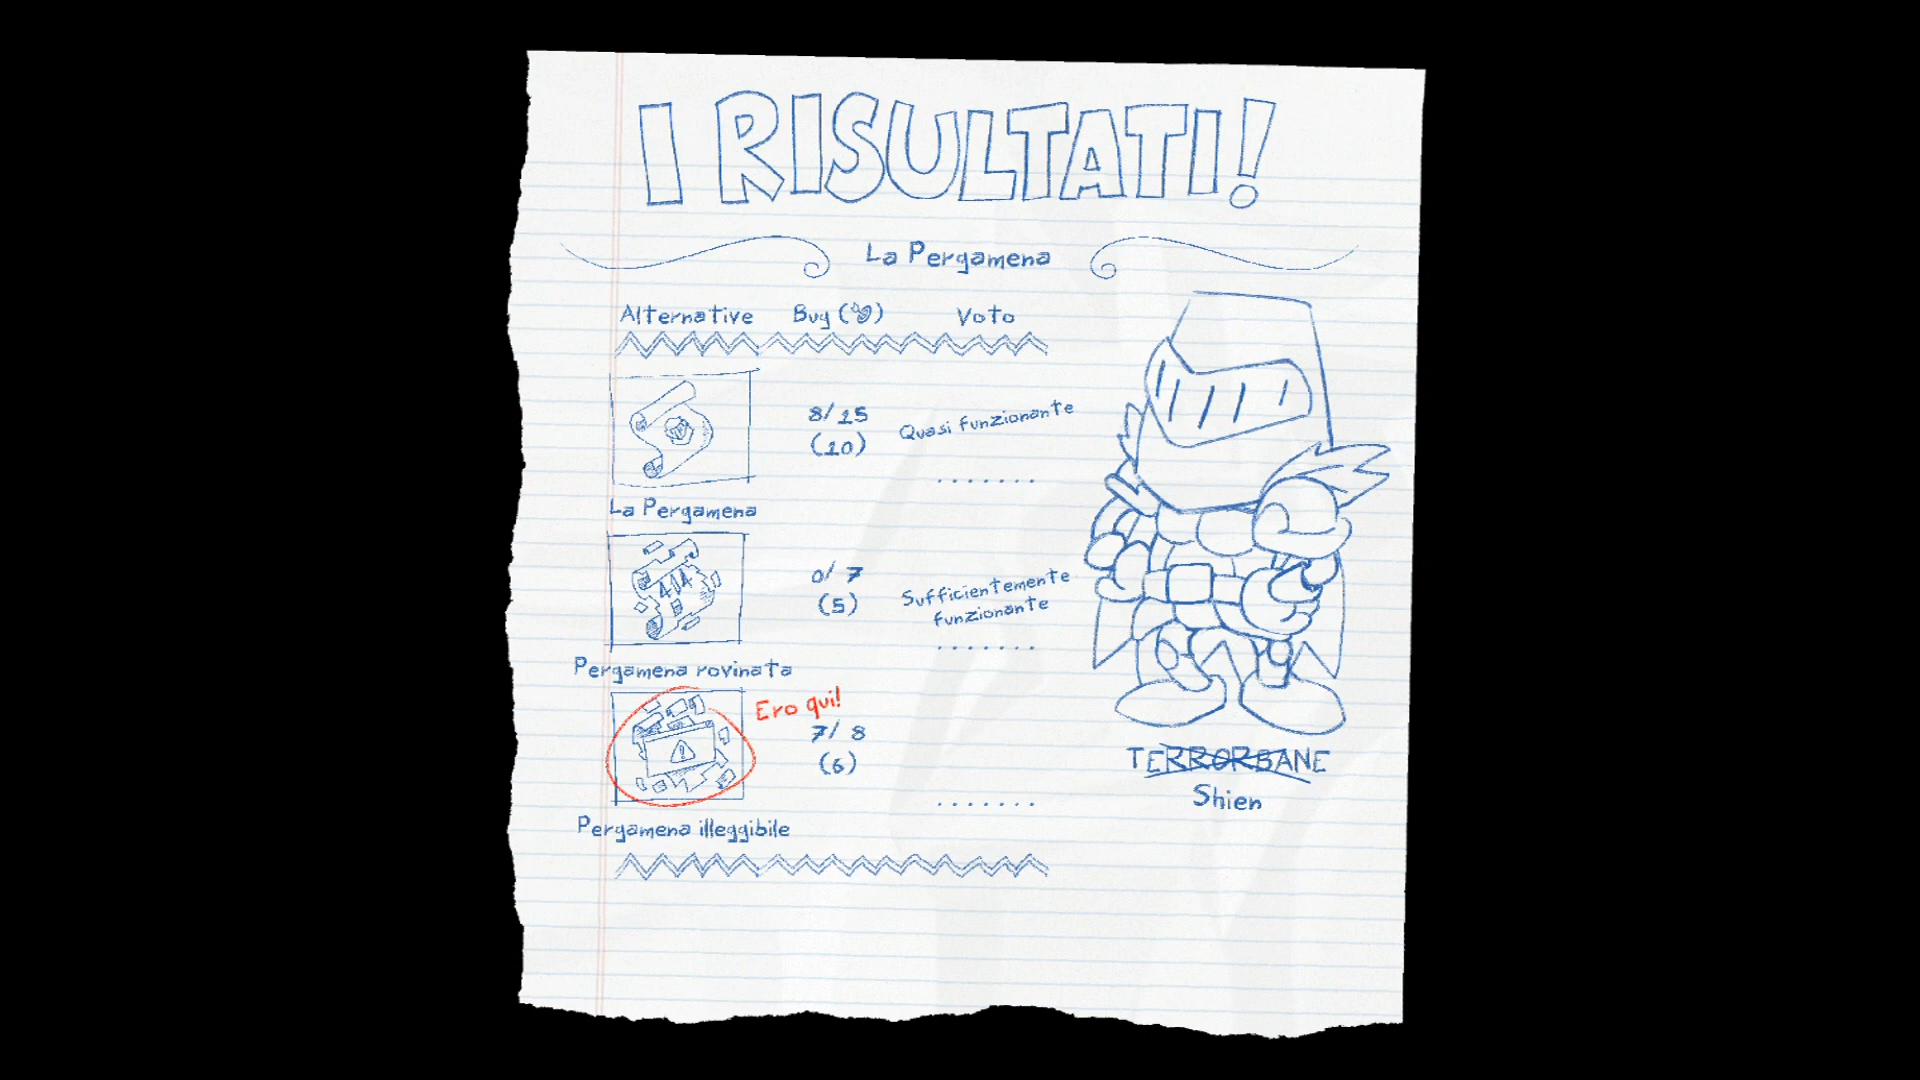 I RISULTATI!
La Pergamena
Alternative Bug () Voto
8/15
(10)
Quasi funzionante
.......
La Pergamena
0/ 7
(5)
Sufficientemente
funzionante
.......
Pergamena rovinata
Ero qui!
7/ 8
(6)
.......
Pergamena illeggibile
TERRORBANE
Shien